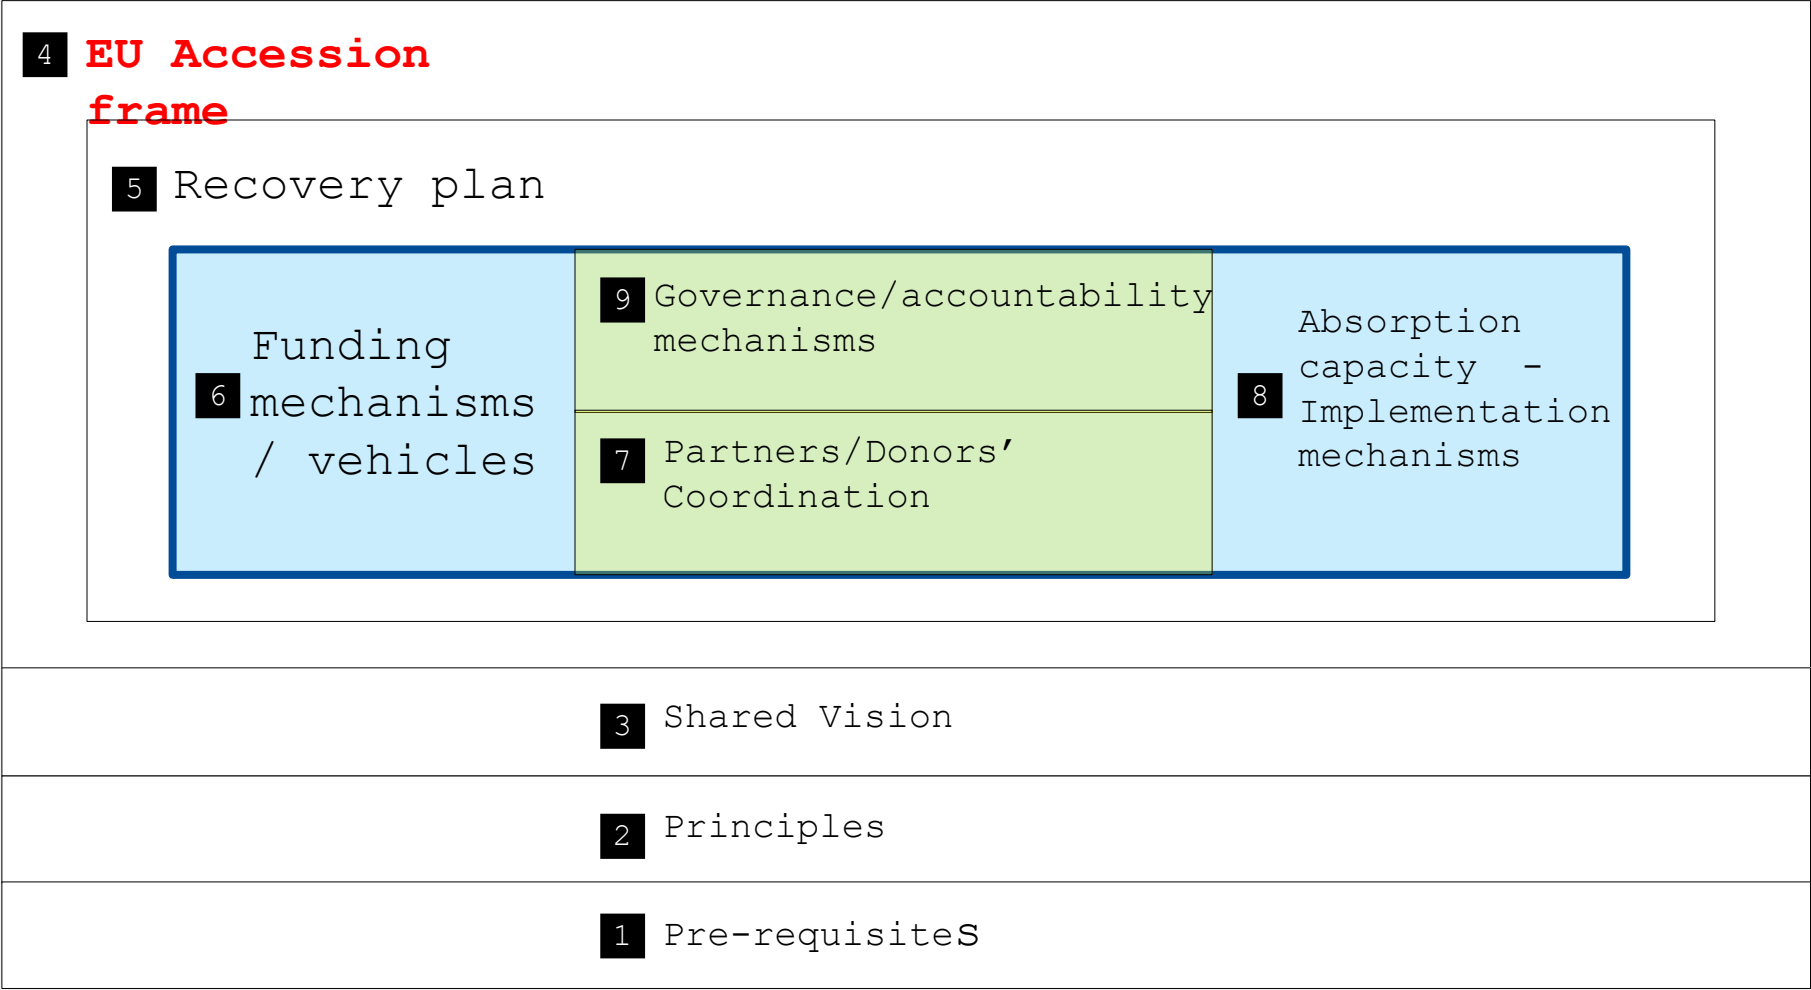 4 EU Accession
frame
5 Recovery plan
6 Funding
mechanisms
/ vehicles
9 Governance/accountability
mechanisms
7 Partners/Donors’
Coordination
8 Absorption
capacity -
Implementation
mechanisms
3 Shared Vision
2 Principles
1 Pre-requisites